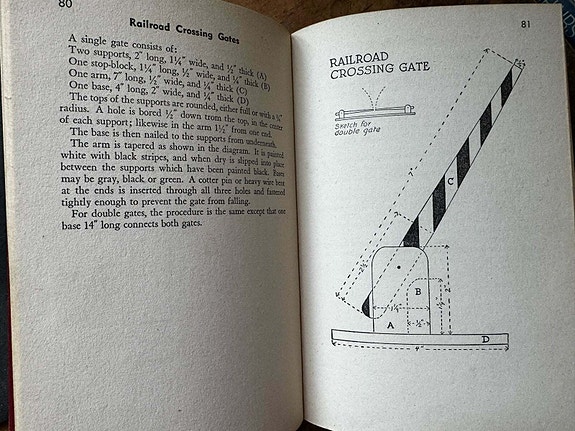 80
Railroad Crossing Gates
A single gate consists of:
Two supports, 2" long, 1¼" wide, and ½" thick (A)
One stop-block, 1¼" long, ½" wide, and ¼" thick (B)
One arm, 7" long, ½" wide, and ¼" thick (C)
One base, 4" long, 2" wide, and ¼" thick (D)
The tops of the supports are rounded, either full or with a
radius. A hole is bored ½" down from the top, in the center
of each support; likewise in the arm 1½" from one end.
The base is then nailed to the supports from underneath.
The arm is tapered as shown in the diagram. It is painted
white with black stripes, and when dry is slipped into place
between the supports which have been painted black. Bases
may be gray, black or green. A cotter pin or heavy wire bent
at the ends is inserted through all three holes and fastened
tightly enough to prevent the gate from falling.
For double gates, the procedure is the same except that one
base 14" long connects both gates.
81
RAILROAD
CROSSING GATE
Sketch for
double gate
7"
C
B
A
1¼"
½"
2"
D
4"